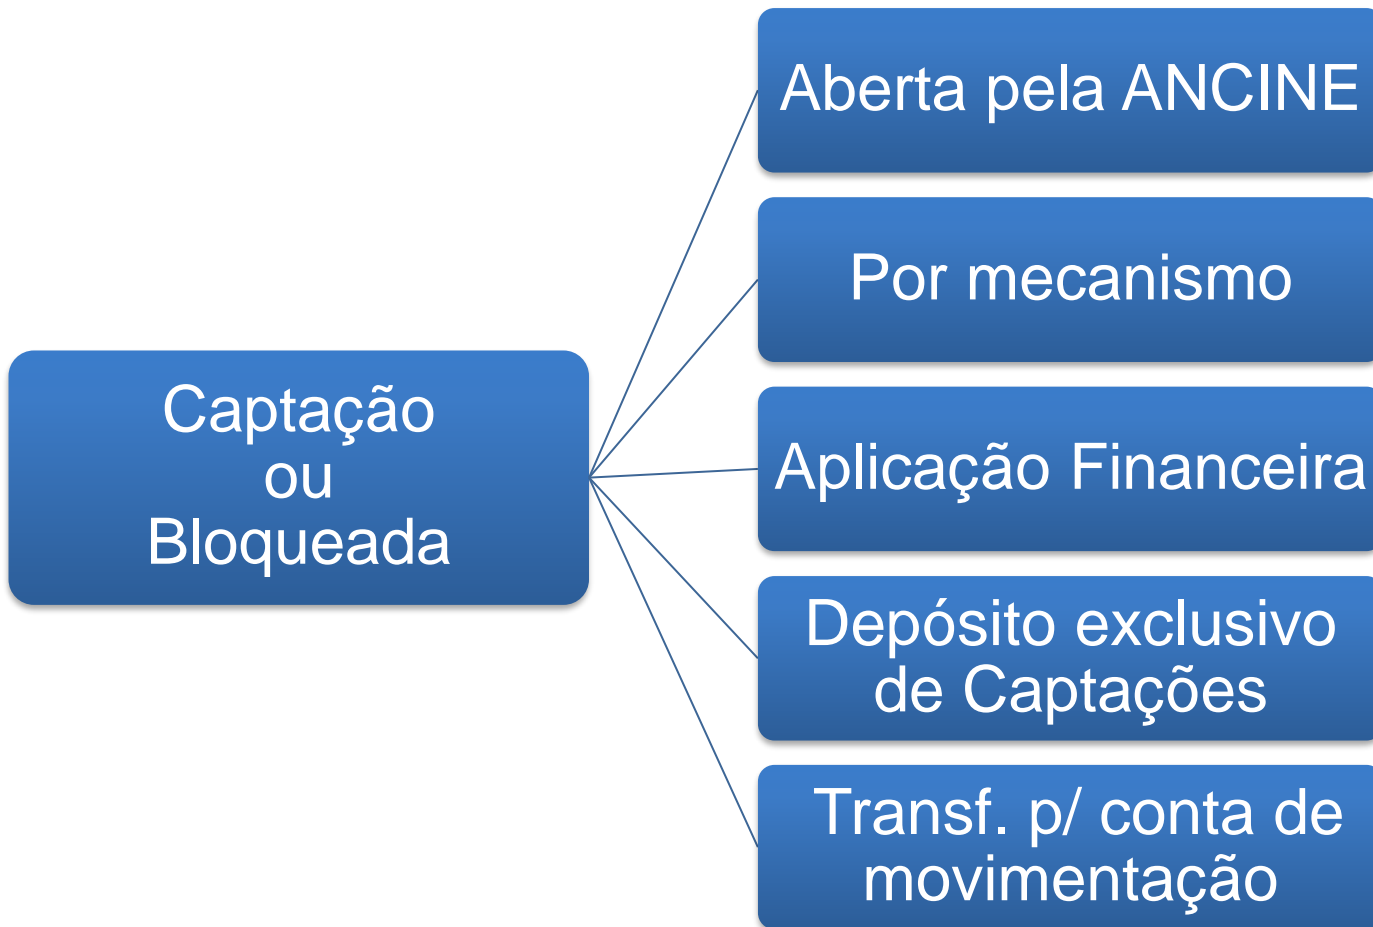 Captação
ou
Bloqueada
Aberta pela ANCINE
Por mecanismo
Aplicação Financeira
Depósito exclusivo
de Captações
Transf. p/ conta de
movimentação